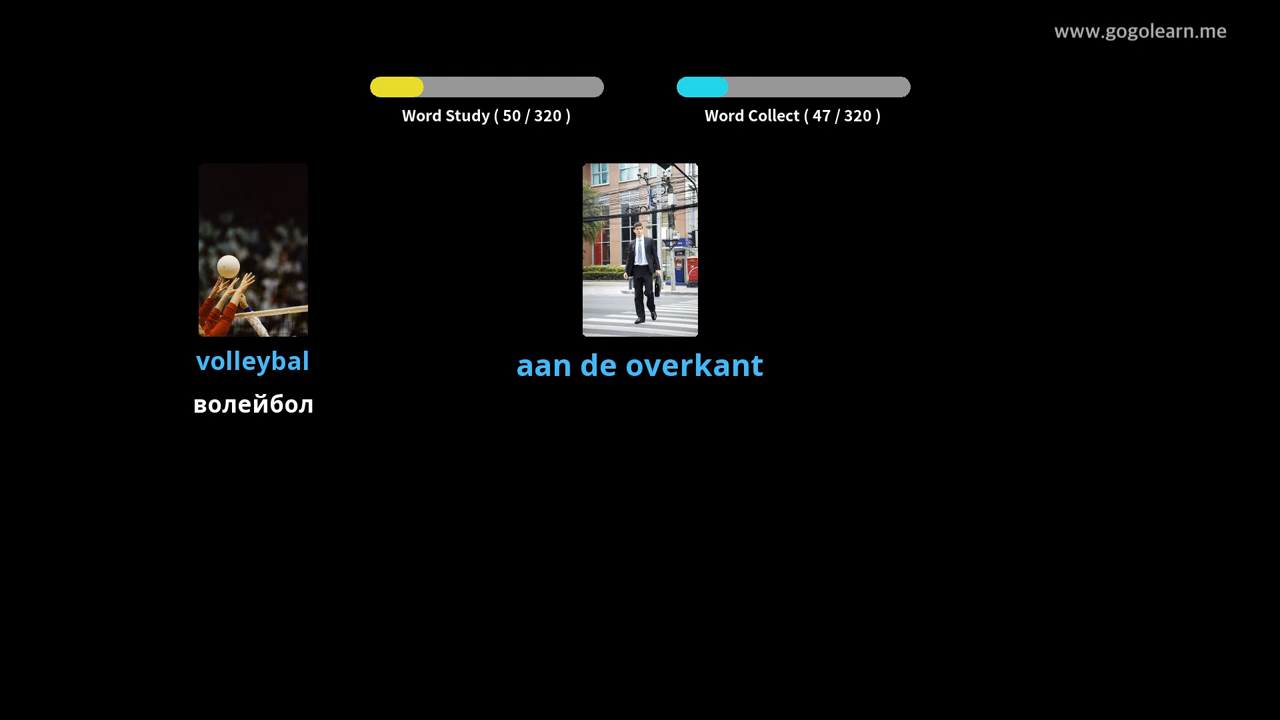 www.gogolearn.me
Word Study ( 50 / 320 )
Word Collect ( 47 / 320 )
volleybal
волейбол
aan de overkant